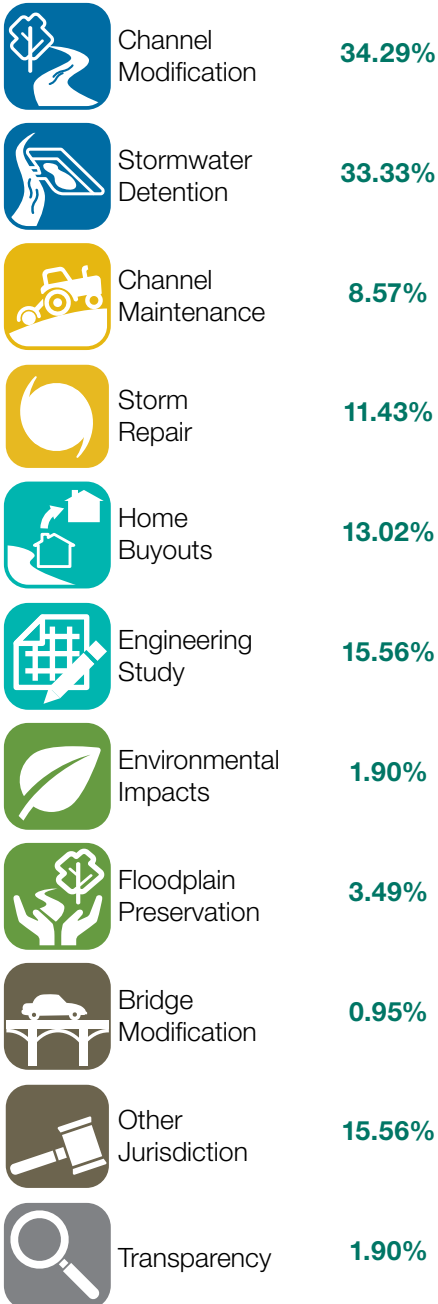 Channel
Modification
34.29%
Stormwater
Detention
33.33%
Channel
Maintenance
8.57%
Storm
Repair
11.43%
Home
Buyouts
13.02%
Engineering
Study
15.56%
Environmental
Impacts
1.90%
Floodplain
Preservation
3.49%
Bridge
Modification
0.95%
Other
Jurisdiction
15.56%
Transparency
1.90%